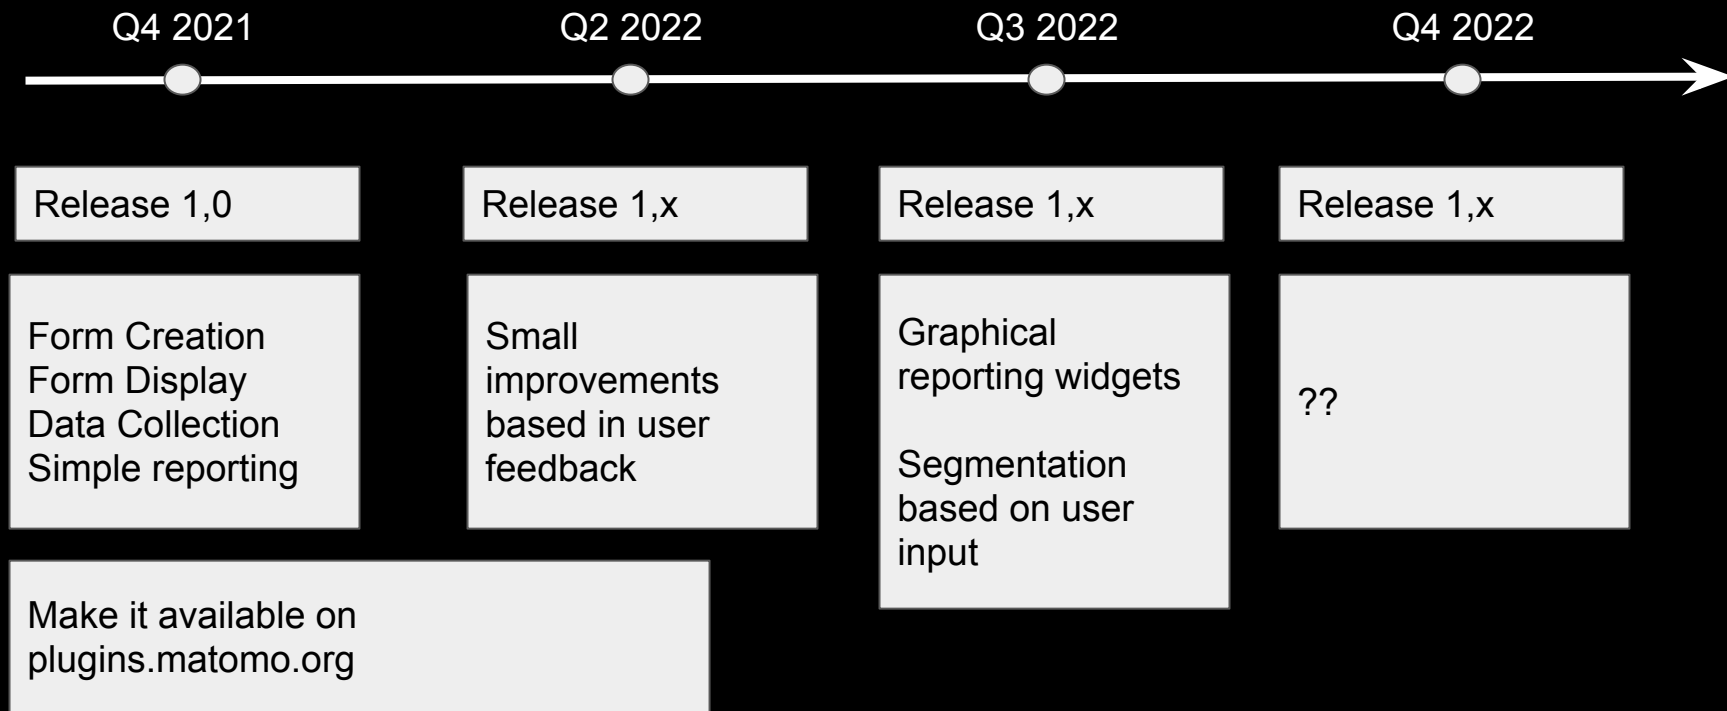 Q4 2021
Q2 2022
Q3 2022
Q4 2022
Release 1,0
Release 1,x
Release 1,x
Release 1,x
Form Creation
Form Display
Data Collection
Simple reporting
Small
improvements
based in user
feedback
Graphical
reporting widgets
Segmentation
based on user
input
??
Make it available on
plugins.matomo.org